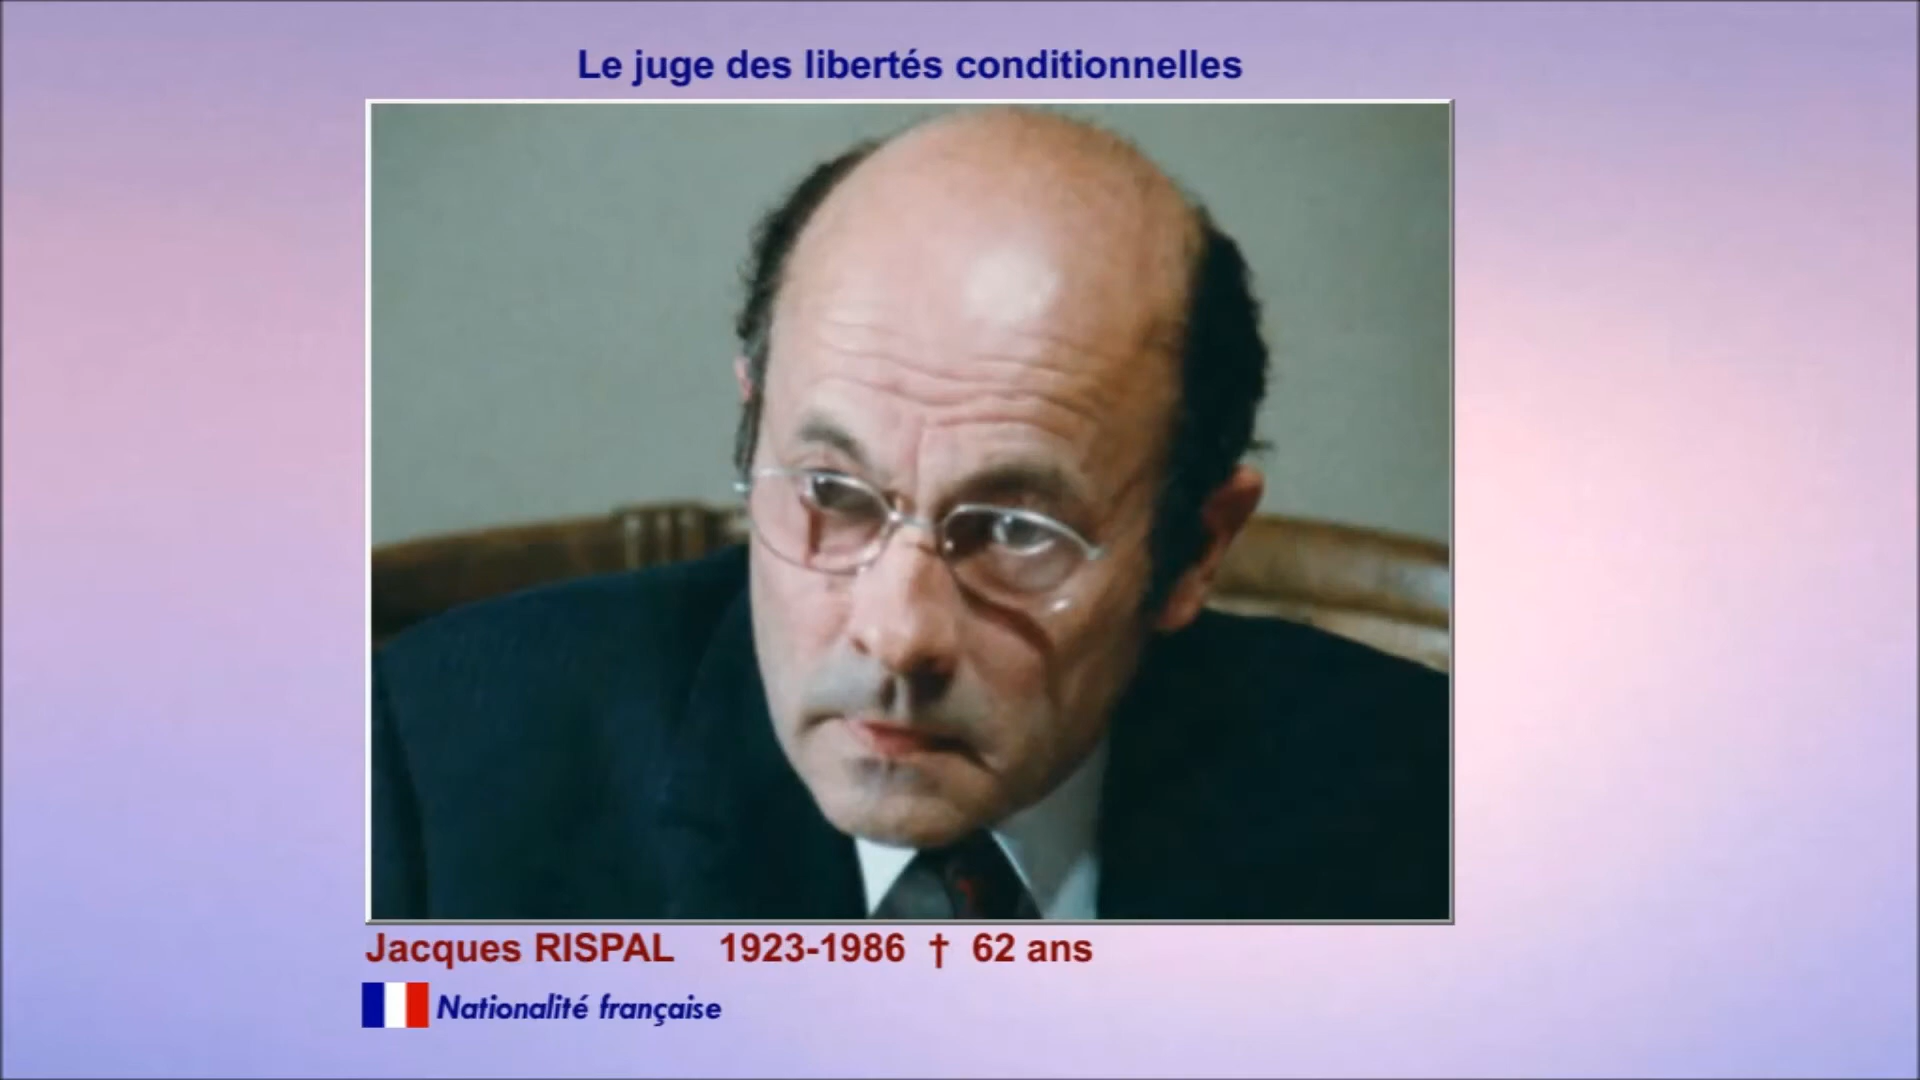 Le juge des libertés conditionnelles
Jacques RISPAL 1923-1986 † 62 ans
Nationalité française